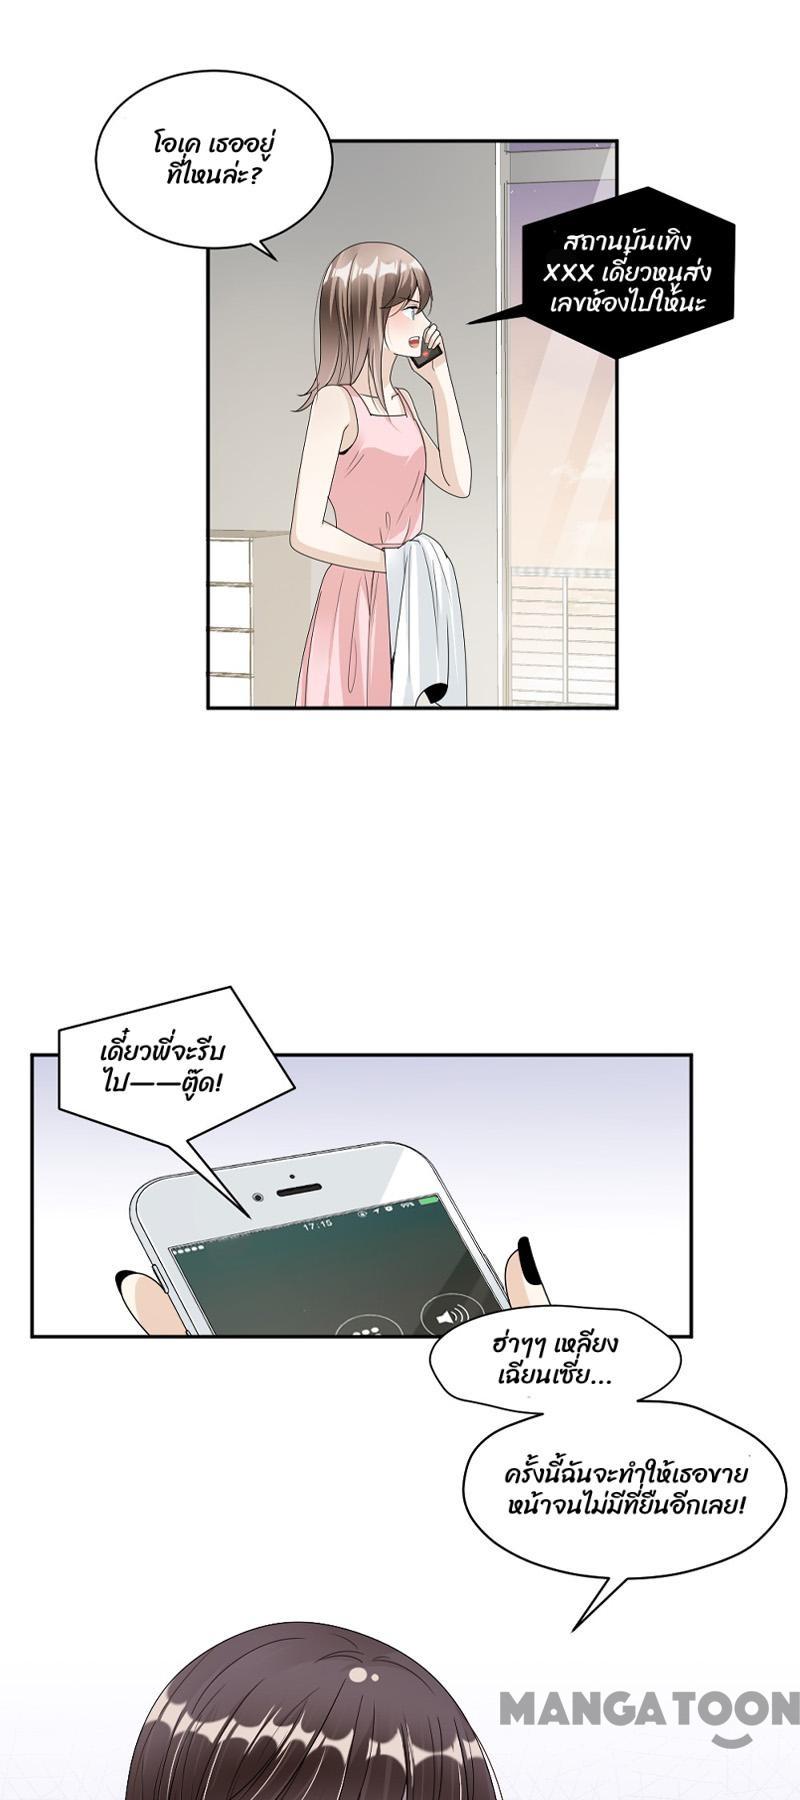 โอเค เธออยู่
ที่ไหนล่ะ?
สถานบันเทิง
XXX เดี๋ยวหนูส่ง
เลขห้องไปให้นะ
เดี๋ยวพี่จะรีบ
ไป——ตู๊ด!
17:15
99%
ฮ่าๆๆ เหลียง
เฉียนเซี่ย...
ครั้งนี้ฉันจะทำให้เธอขาย
หน้าจนไม่มีที่ยืนอีกเลย!
MANGATOON